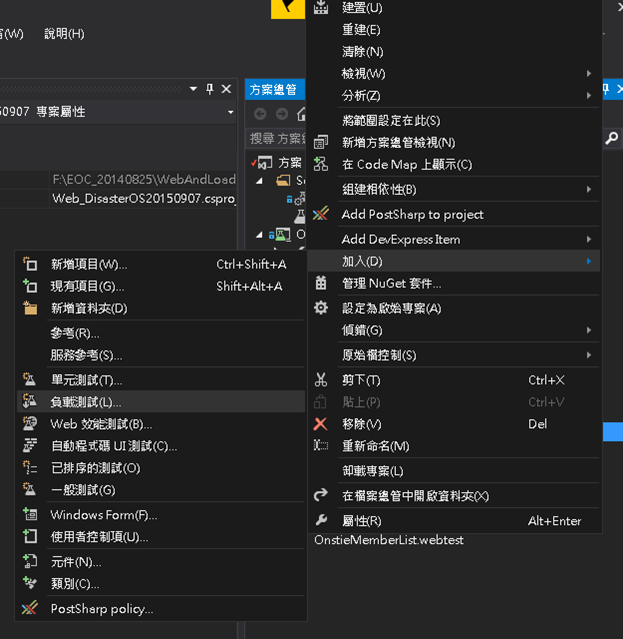 (W) 說明(H)
建置(U)
重建(E)
清除(N)
檢視(W)
分析(Z)
將範圍設定在此(S)
新增方案總管檢視(N)
在 Code Map 上顯示(C)
組建相依性(B)
Add PostSharp to project
Add DevExpress Item
加入(D)
管理 NuGet 套件...
設定為啟始專案(A)
偵錯(G)
原始檔控制(S)
剪下(T) Ctrl+X
貼上(P) Ctrl+V
移除(V) Del
重新命名(M)
卸載專案(L)
在檔案總管中開啟資料夾(X)
屬性(R) Alt+Enter
OnstieMemberList.webtest
方案總管
搜尋 方案
方案
50907 專案屬性
F:\EOC_20140825\WebAndLoad
Web_DisasterOS20150907.cspro
新增項目(W)... Ctrl+Shift+A
現有項目(G)... Shift+Alt+A
新增資料夾(D)
參考(R)...
服務參考(S)...
單元測試(T)...
負載測試(L)...
Web 效能測試(B)...
自動程式碼 UI 測試(C)...
已排序的測試(O)
一般測試(G)
Windows Form(F)...
使用者控制項(U)...
元件(N)...
類別(C)...
PostSharp policy...